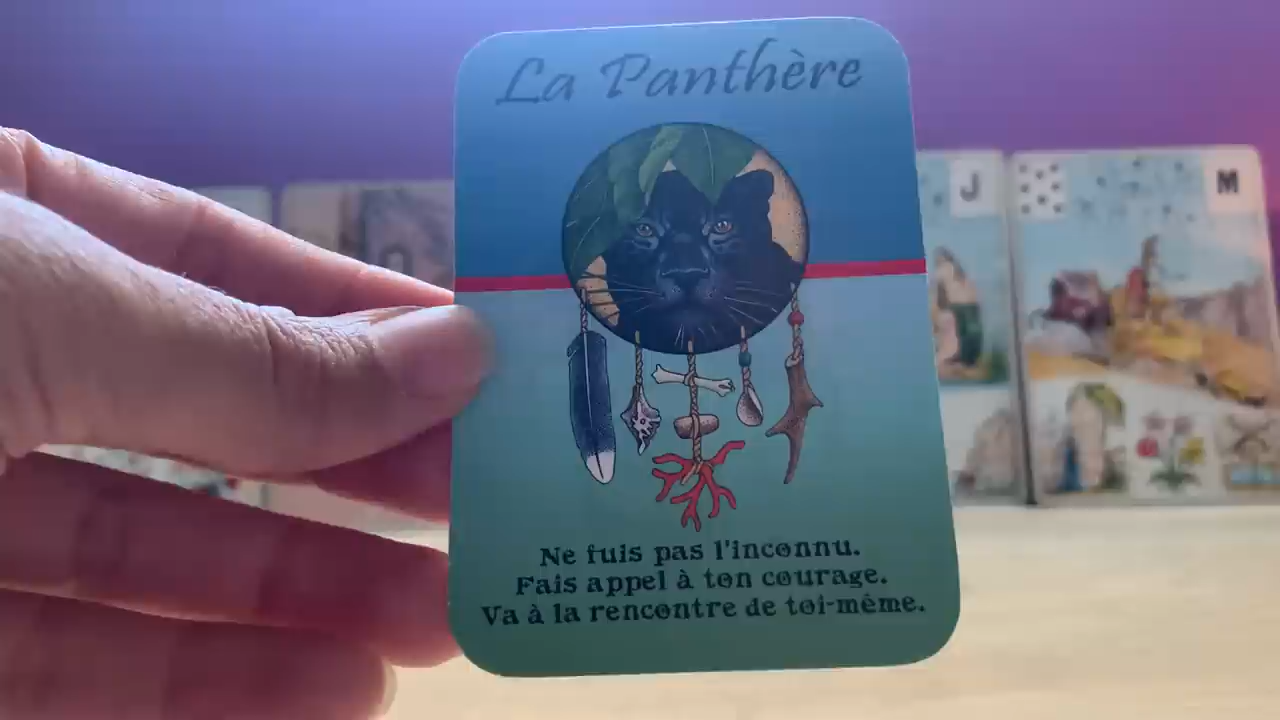 La Panthère
J
M
Ne fuis pas l'inconnu.
Fais appel à ton courage.
Va à la rencontre de toi-même.